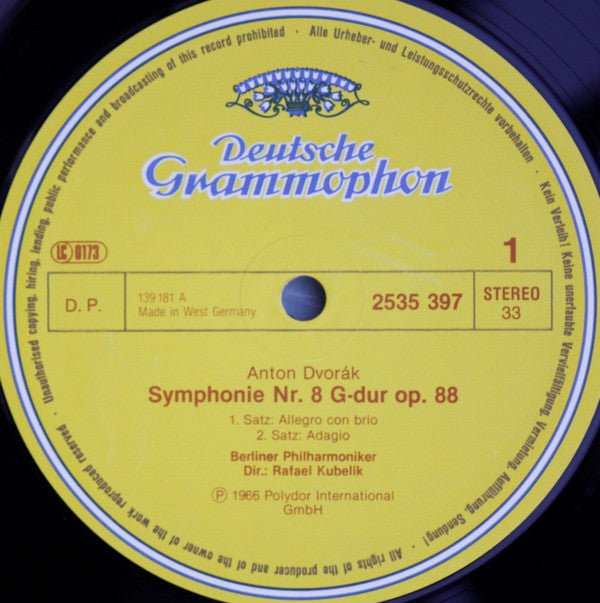 Alle Urheber- und Leistungsschutzrechte vorbehalten · Kein Verleih! Keine unerlaubte Vervielfältigung, Vermietung, Aufführung, Sendung! ·
All rights of the producer and of the owner of the work reproduced reserved · Unauthorised copying, hiring, lending, public performance and broadcasting of this record prohibited ·
Deutsche
Grammophon
LC 0173
1
D. P.
139 181 A
Made in West Germany
2535 397
STEREO
33
Anton Dvorák
Symphonie Nr. 8 G-dur op. 88
1. Satz: Allegro con brio
2. Satz: Adagio
Berliner Philharmoniker
Dir.: Rafael Kubelik
Ⓟ 1966 Polydor International
GmbH